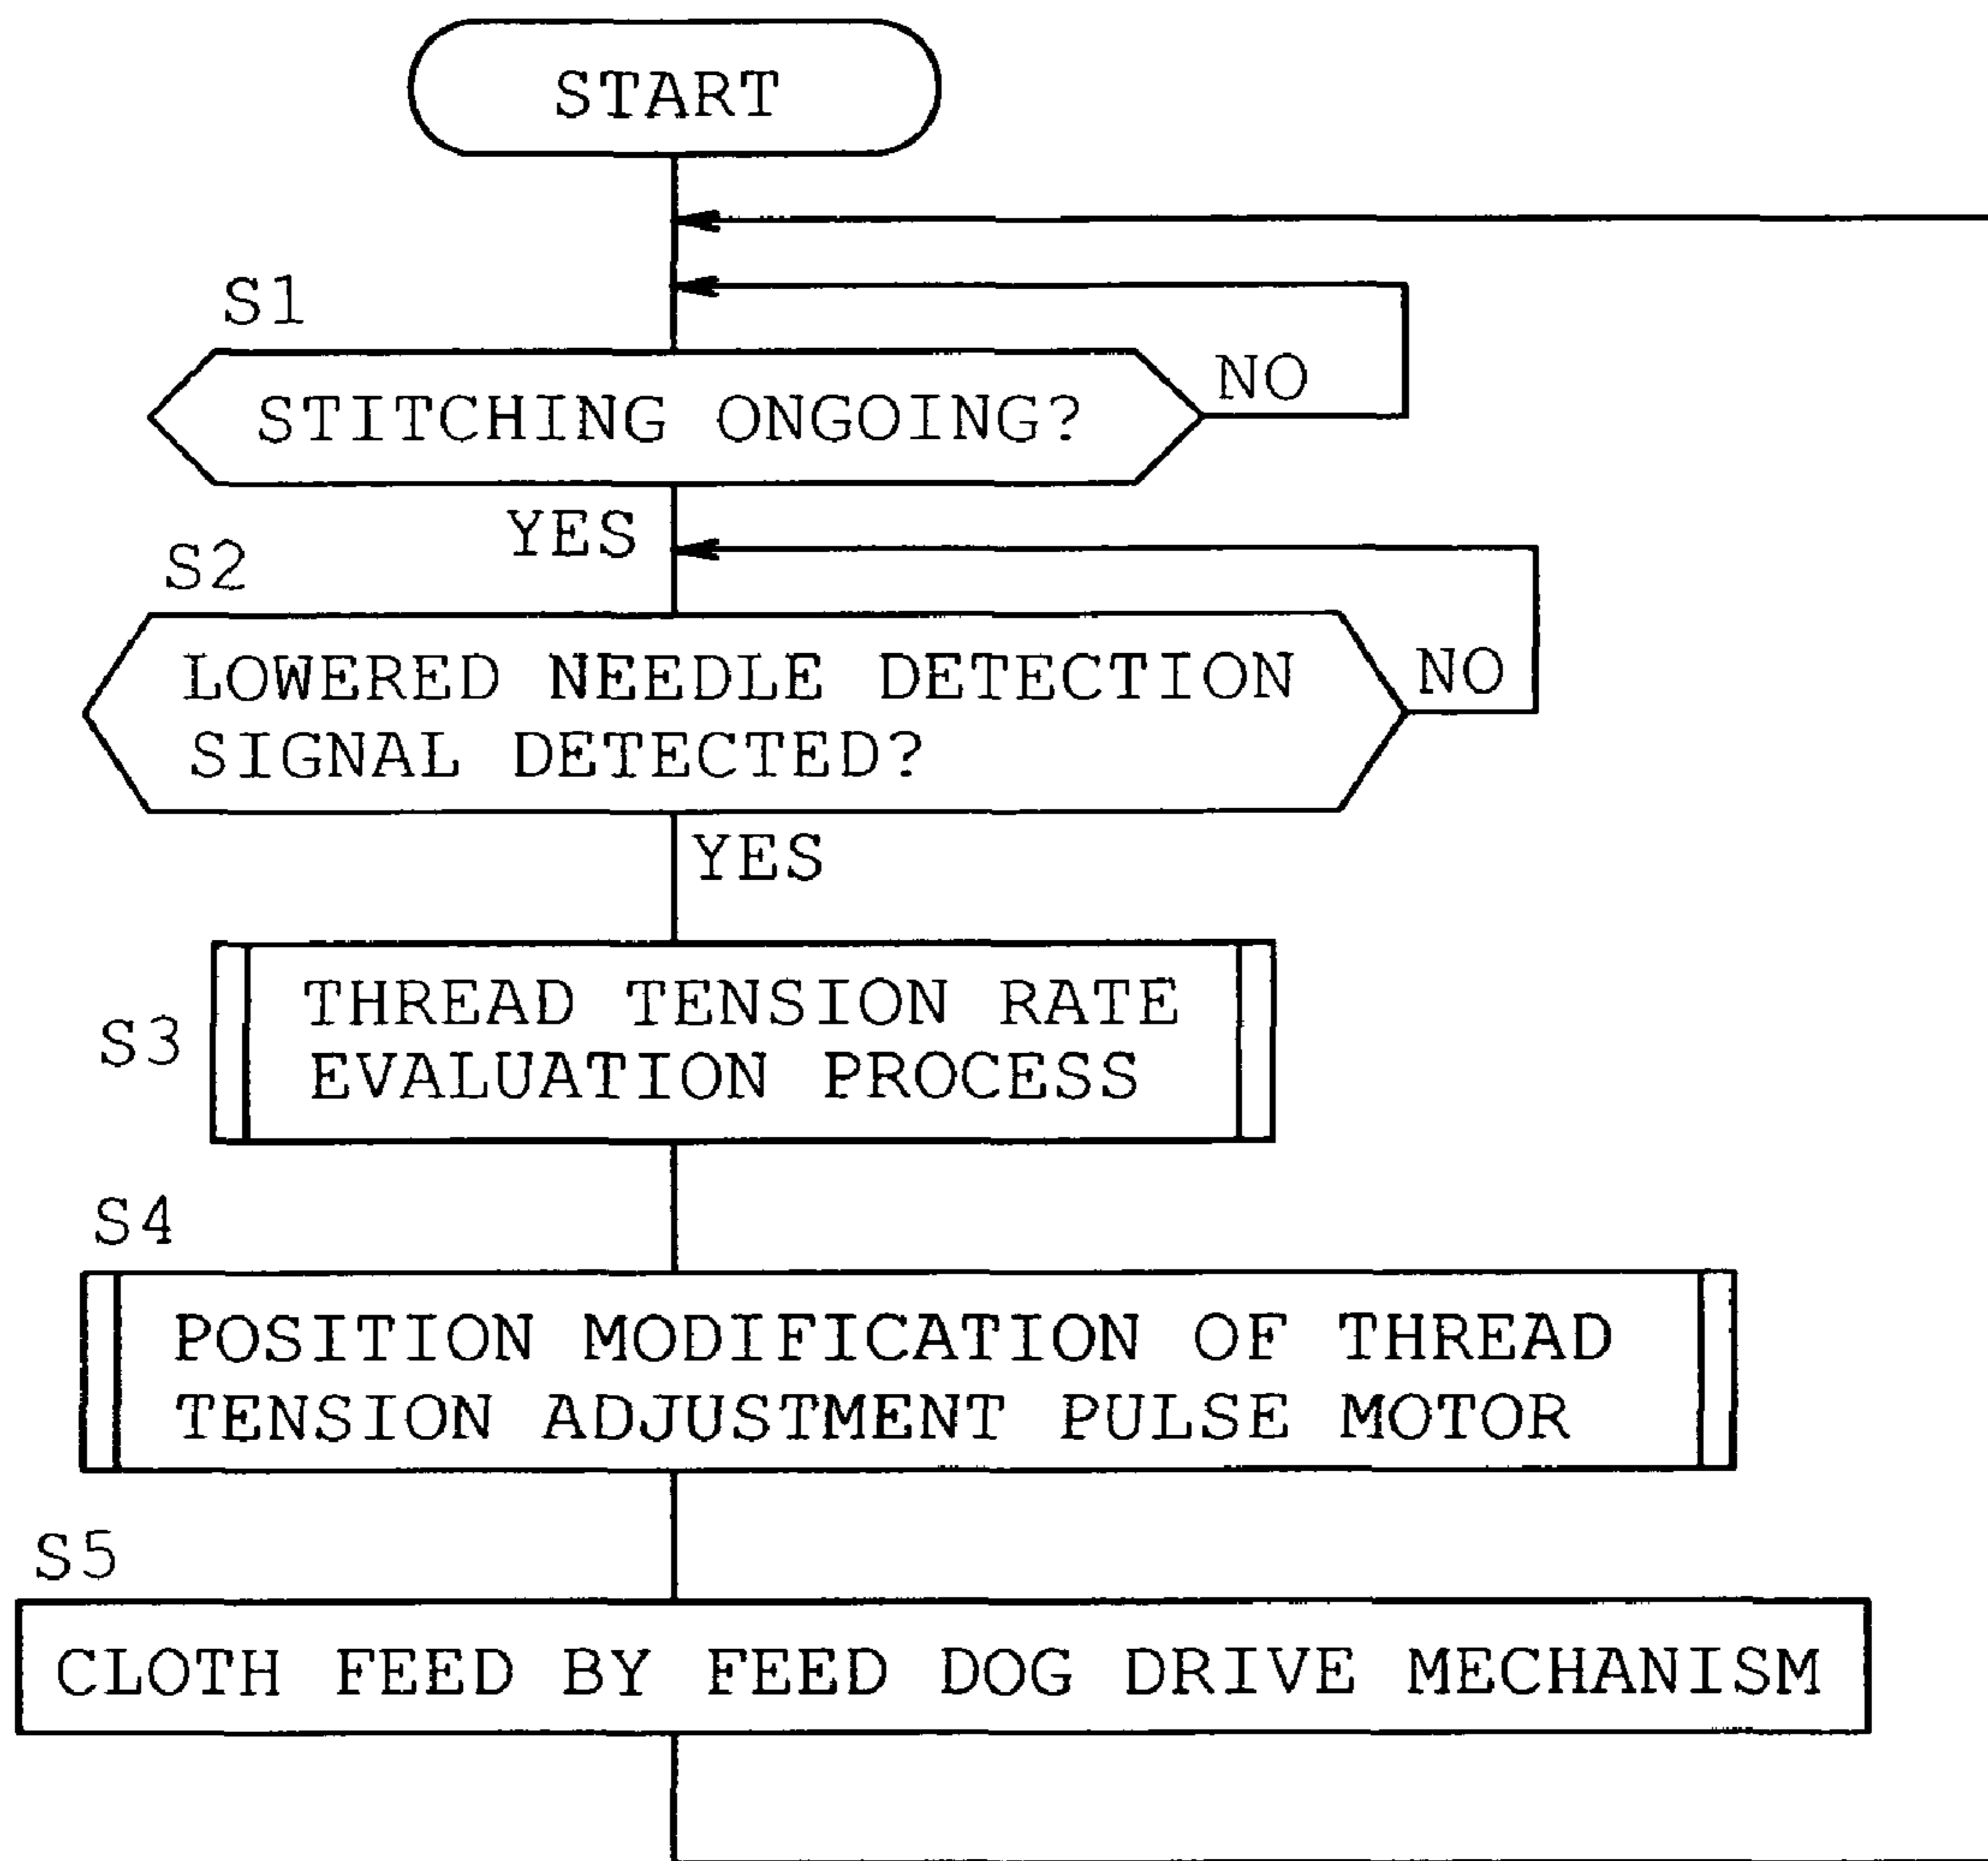 START
S1
STITCHING ONGOING?
NO
YES
S2
LOWERED NEEDLE DETECTION
SIGNAL DETECTED?
NO
YES
S3
THREAD TENSION RATE
EVALUATION PROCESS
S4
POSITION MODIFICATION OF THREAD
TENSION ADJUSTMENT PULSE MOTOR
S5
CLOTH FEED BY FEED DOG DRIVE MECHANISM